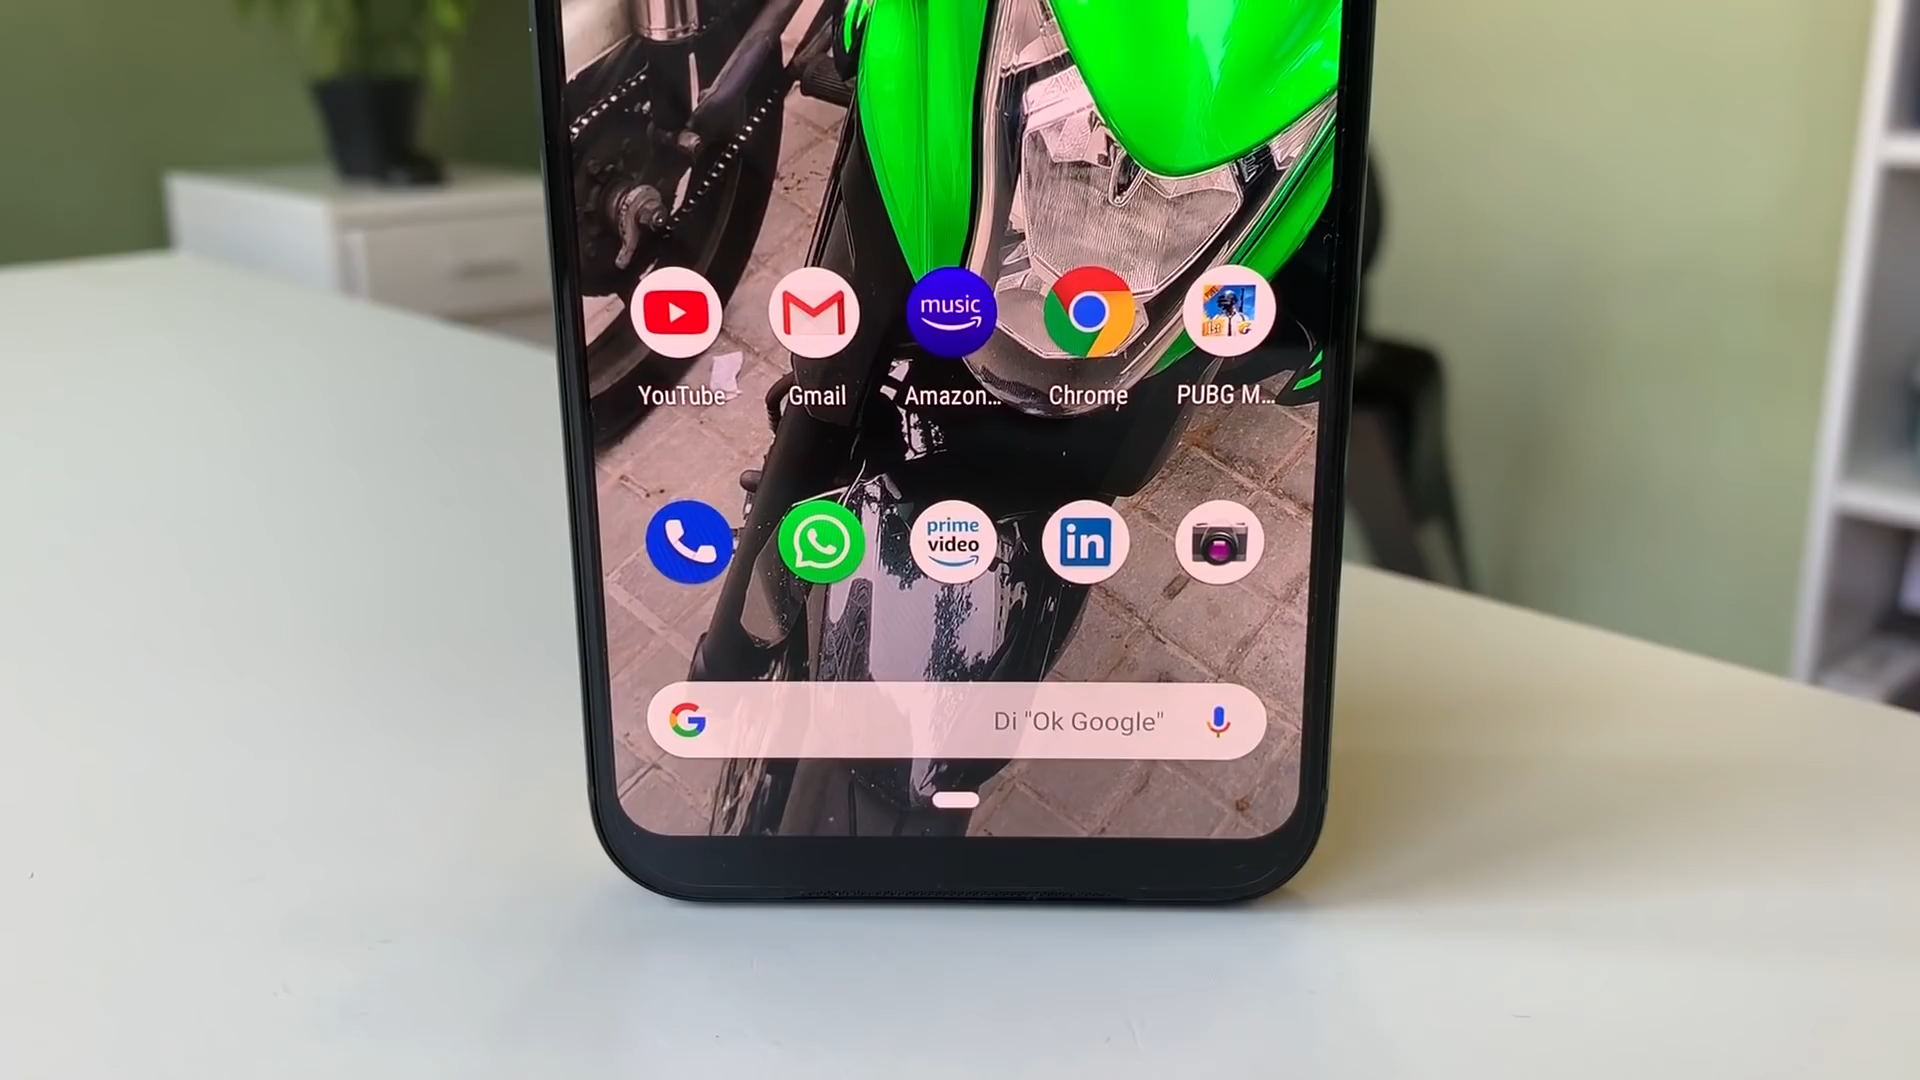 music
YouTube
Gmail
Amazon...
Chrome
PUBG M...
prime
video
in
G
Di "Ok Google"